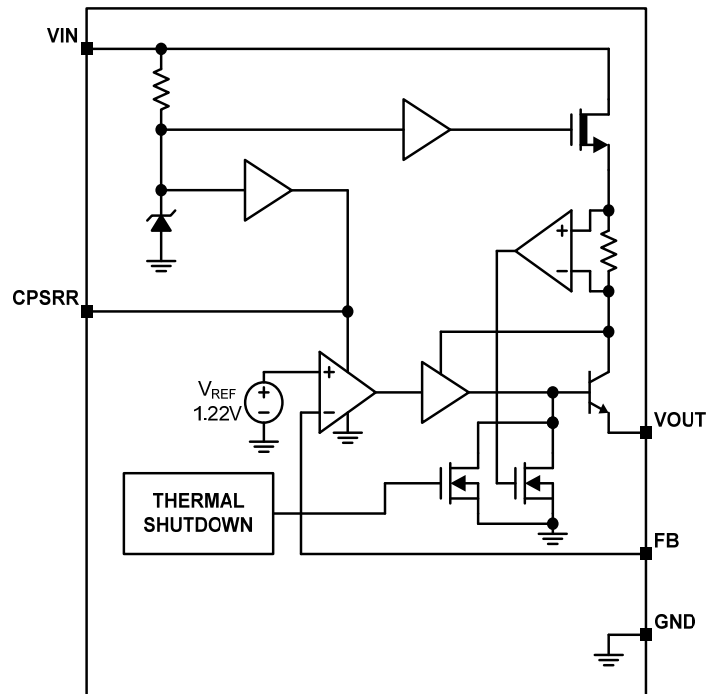 VIN
CPSRR
+
−
+
−
VREF
1.22V
+
−
VOUT
THERMAL
SHUTDOWN
FB
GND